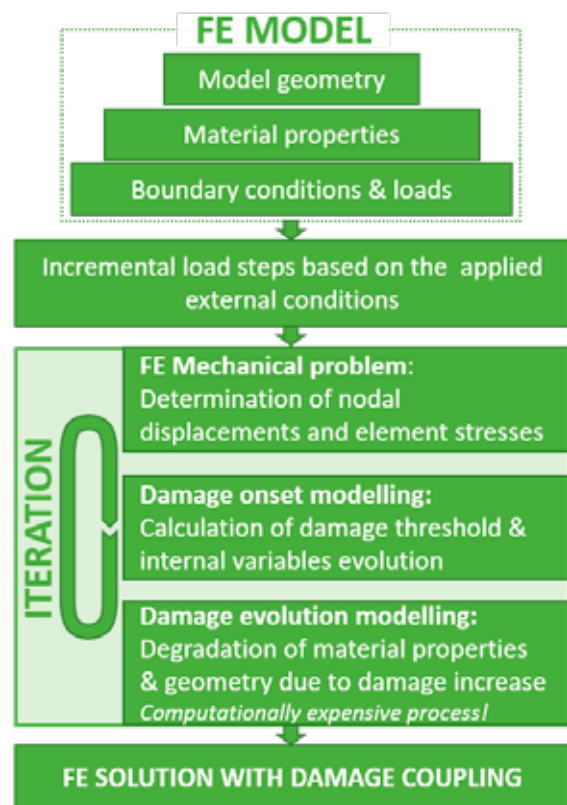 FE MODEL
Model geometry
Material properties
Boundary conditions & loads
Incremental load steps based on the applied
external conditions
ITERATION
FE Mechanical problem:
Determination of nodal
displacements and element stresses
Damage onset modelling:
Calculation of damage threshold &
internal variables evolution
Damage evolution modelling:
Degradation of material properties
& geometry due to damage increase
Computationally expensive process!
FE SOLUTION WITH DAMAGE COUPLING